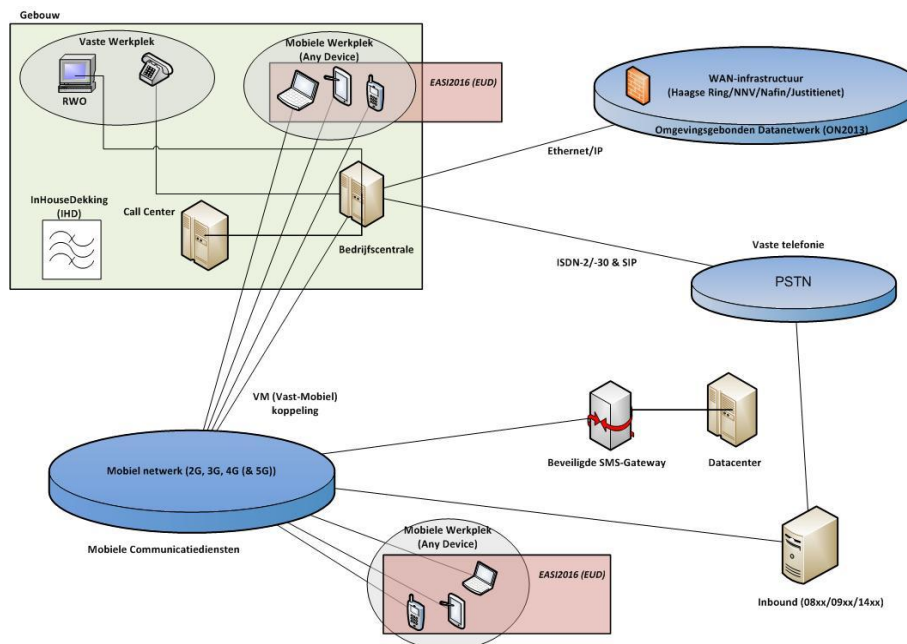 Gebouw
Vaste Werkplek
RWO
Mobiele Werkplek
(Any Device)
EASI2016 (EUD)
WAN-infrastructuur
(Haagse Ring/NNV/Nafin/Justitienet)
Omgevingsgebonden Datanetwerk (ON2013)
Ethernet/IP
InHouseDekking
(IHD)
Call Center
Bedrijfscentrale
ISDN-2/-30 & SIP
Vaste telefonie
PSTN
VM (Vast-Mobiel)
koppeling
Mobiel netwerk (2G, 3G, 4G (& 5G))
Mobiele Communicatiediensten
Beveiligde SMS-Gateway
Datacenter
Mobiele Werkplek
(Any Device)
EASI2016 (EUD)
Inbound (08xx/09xx/14xx)